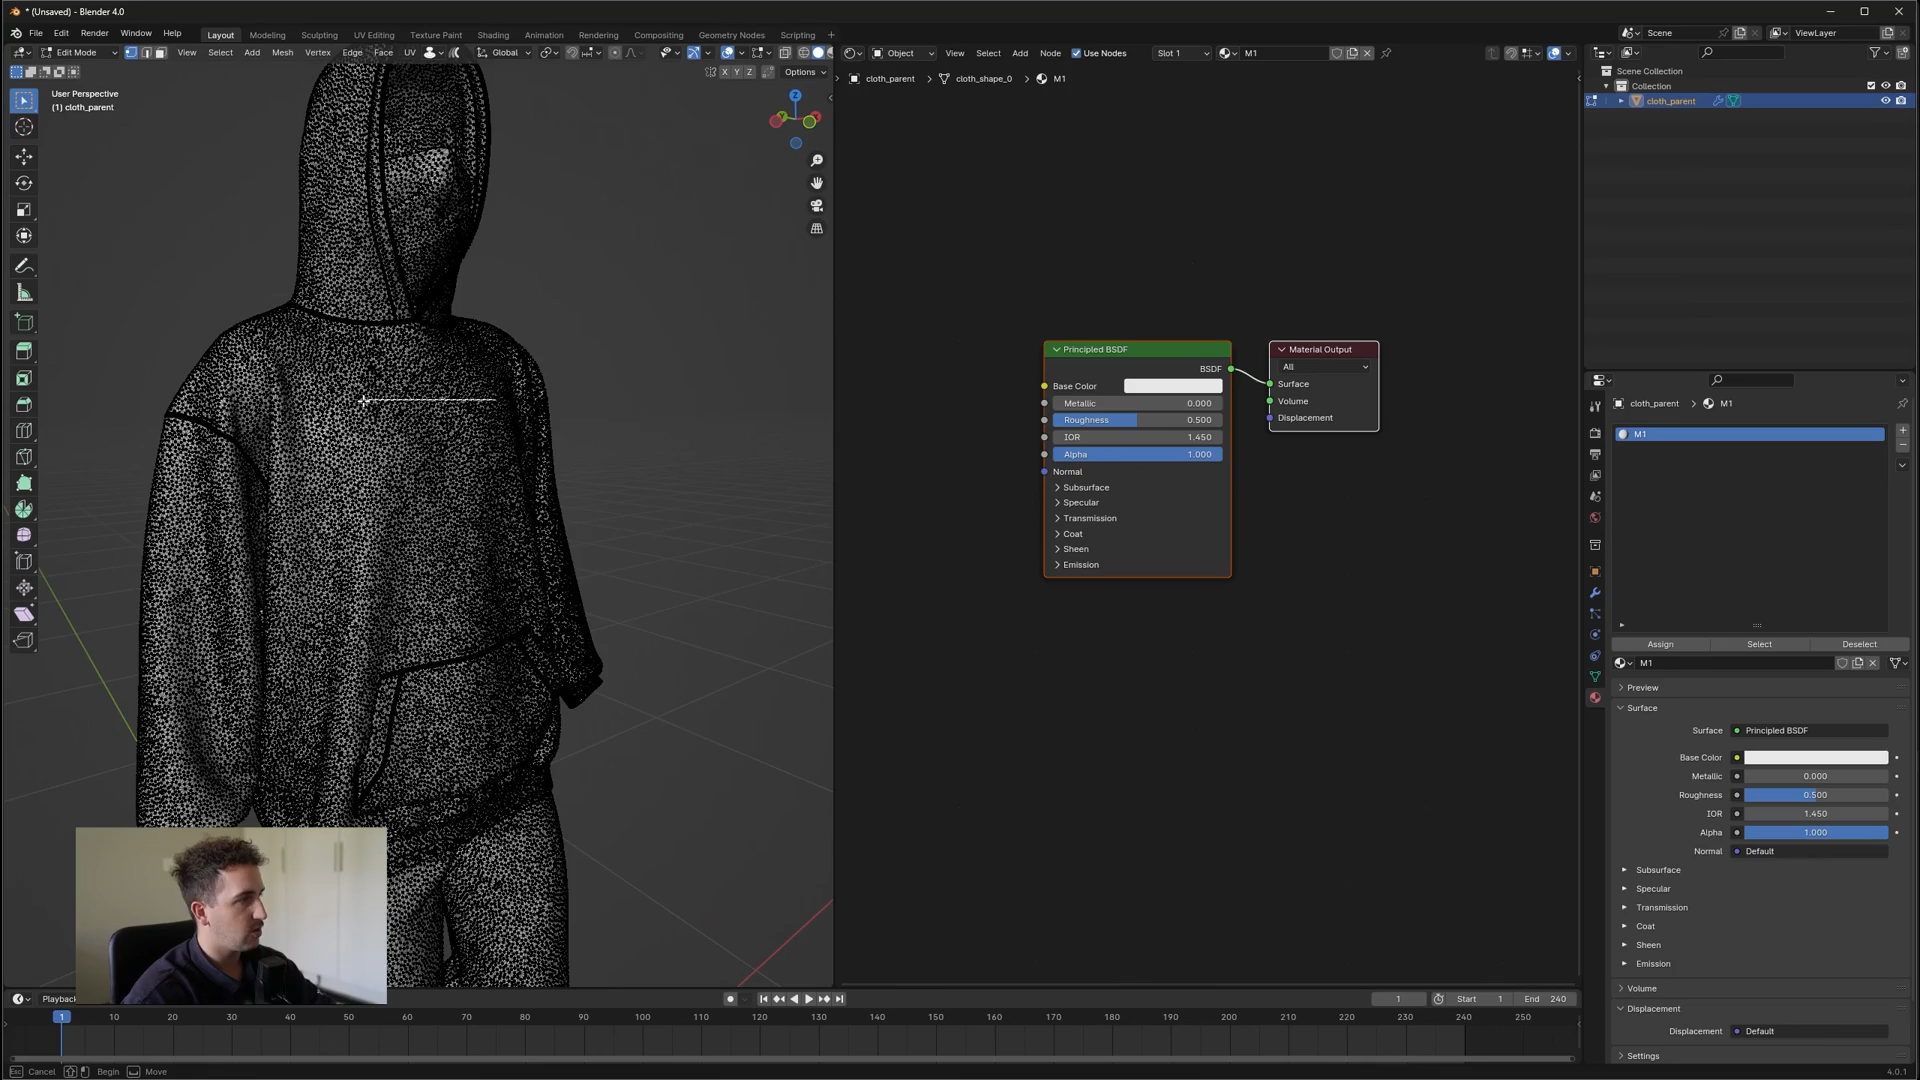 * (Unsaved) - Blender 4.0
File Edit Render Window Help
Layout Modeling Sculpting UV Editing Texture Paint Shading Animation Rendering Compositing Geometry Nodes Scripting +
Scene
ViewLayer
Edit Mode View Select Add Mesh Vertex Edge Face UV Global
X Y Z Options
User Perspective
(1) cloth_parent
Z
Object View Select Add Node Use Nodes Slot 1 M1
cloth_parent > cloth_shape_0 > M1
Principled BSDF
BSDF
Base Color
Metallic 0.000
Roughness 0.500
IOR 1.450
Alpha 1.000
Normal
Subsurface
Specular
Transmission
Coat
Sheen
Emission
Material Output
All
Surface
Volume
Displacement
Scene Collection
Collection
cloth_parent
cloth_parent > M1
M1
Assign Select Deselect
M1
Preview
Surface
Surface Principled BSDF
Base Color
Metallic 0.000
Roughness 0.500
IOR 1.450
Alpha 1.000
Normal Default
Subsurface
Specular
Transmission
Coat
Sheen
Emission
Volume
Displacement
Displacement Default
Settings
Playback
1 Start 1 End 240
1 10 20 30 40 50 60 70 80 90 100 110 120 130 140 150 160 170 180 190 200 210 220 230 240 250
Esc Cancel Begin Move
4.0.1